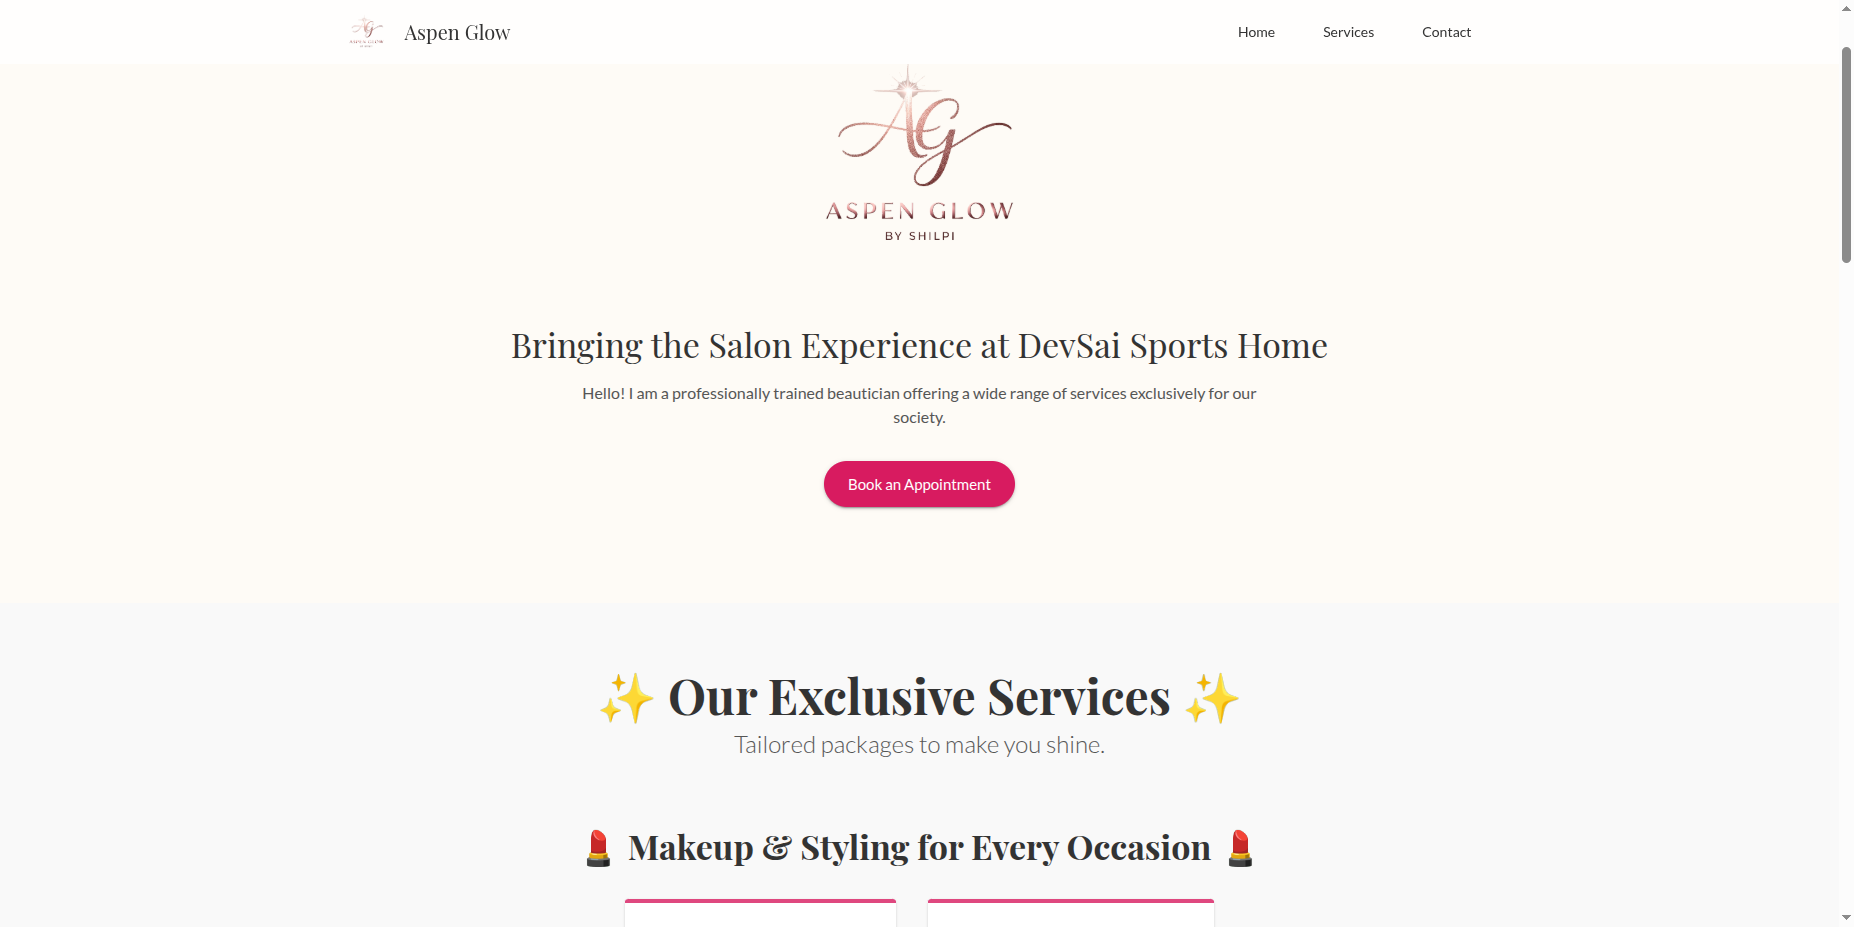 Aspen Glow
Home
Services
Contact
AG
ASPEN GLOW
BY SHILPI
Bringing the Salon Experience at DevSai Sports Home
Hello! I am a professionally trained beautician offering a wide range of services exclusively for our
society.
Book an Appointment
✨ Our Exclusive Services ✨
Tailored packages to make you shine.
💄 Makeup & Styling for Every Occasion 💄